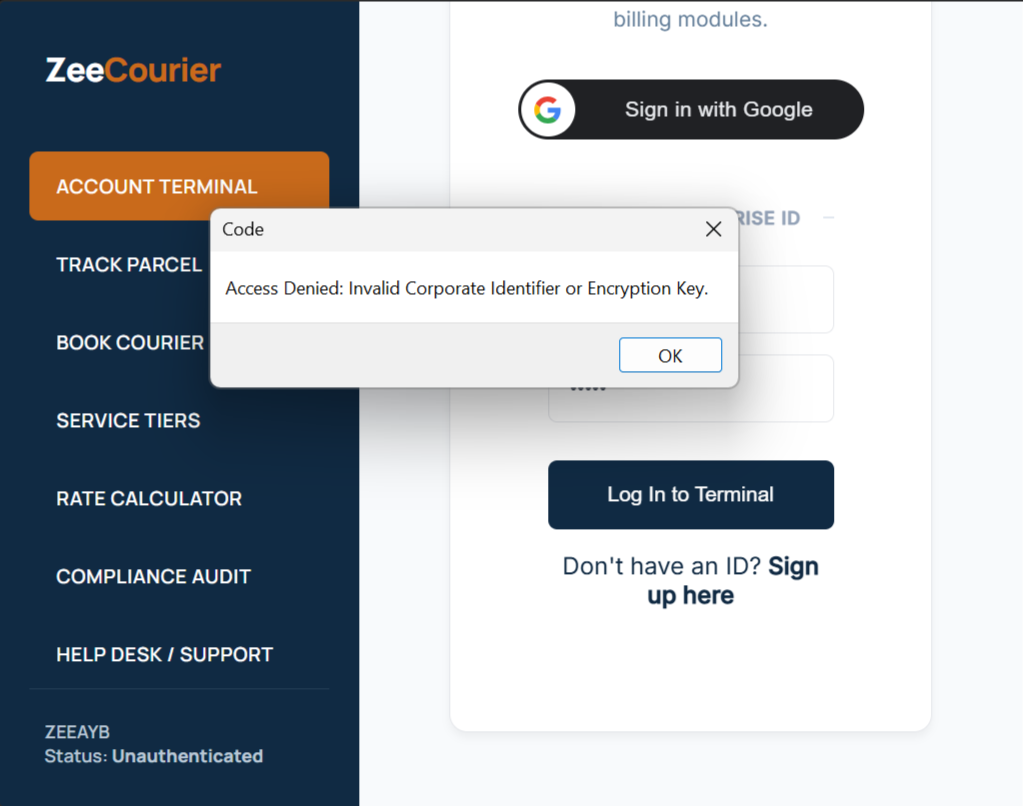 ZeeCourier
ACCOUNT TERMINAL
TRACK PARCEL
BOOK COURIER
SERVICE TIERS
RATE CALCULATOR
COMPLIANCE AUDIT
HELP DESK / SUPPORT
ZEEAYB
Status: Unauthenticated
billing modules.
Sign in with Google
RISE ID
Code
Access Denied: Invalid Corporate Identifier or Encryption Key.
OK
Log In to Terminal
Don't have an ID? Sign
up here